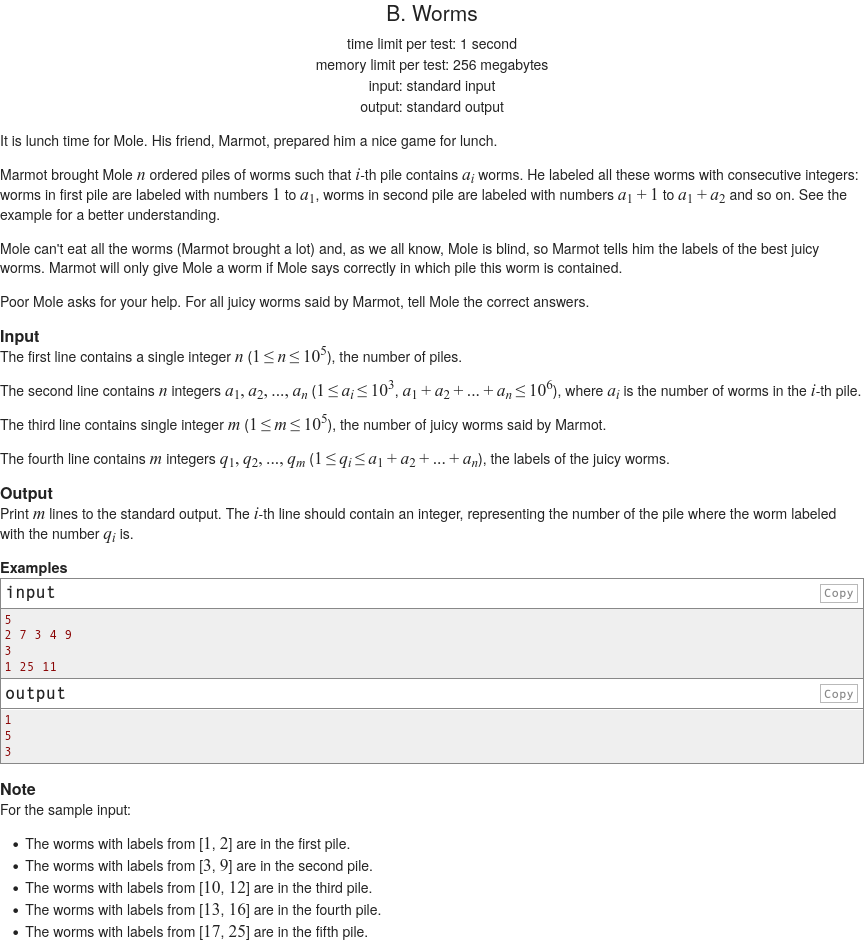 B. Worms
time limit per test: 1 second
memory limit per test: 256 megabytes
input: standard input
output: standard output
It is lunch time for Mole. His friend, Marmot, prepared him a nice game for lunch.
Marmot brought Mole n ordered piles of worms such that i-th pile contains a_i worms. He labeled all these worms with consecutive integers:
worms in first pile are labeled with numbers 1 to a_1, worms in second pile are labeled with numbers a_1 + 1 to a_1 + a_2 and so on. See the
example for a better understanding.
Mole can't eat all the worms (Marmot brought a lot) and, as we all know, Mole is blind, so Marmot tells him the labels of the best juicy
worms. Marmot will only give Mole a worm if Mole says correctly in which pile this worm is contained.
Poor Mole asks for your help. For all juicy worms said by Marmot, tell Mole the correct answers.
Input
The first line contains a single integer n (1 ≤ n ≤ 10^5), the number of piles.
The second line contains n integers a_1, a_2, ..., a_n (1 ≤ a_i ≤ 10^3, a_1 + a_2 + ... + a_n ≤ 10^6), where a_i is the number of worms in the i-th pile.
The third line contains single integer m (1 ≤ m ≤ 10^5), the number of juicy worms said by Marmot.
The fourth line contains m integers q_1, q_2, ..., q_m (1 ≤ q_i ≤ a_1 + a_2 + ... + a_n), the labels of the juicy worms.
Output
Print m lines to the standard output. The i-th line should contain an integer, representing the number of the pile where the worm labeled
with the number q_i is.
Examples
input Copy
5
2 7 3 4 9
3
1 25 11
output Copy
1
5
3
Note
For the sample input:
• The worms with labels from [1, 2] are in the first pile.
• The worms with labels from [3, 9] are in the second pile.
• The worms with labels from [10, 12] are in the third pile.
• The worms with labels from [13, 16] are in the fourth pile.
• The worms with labels from [17, 25] are in the fifth pile.